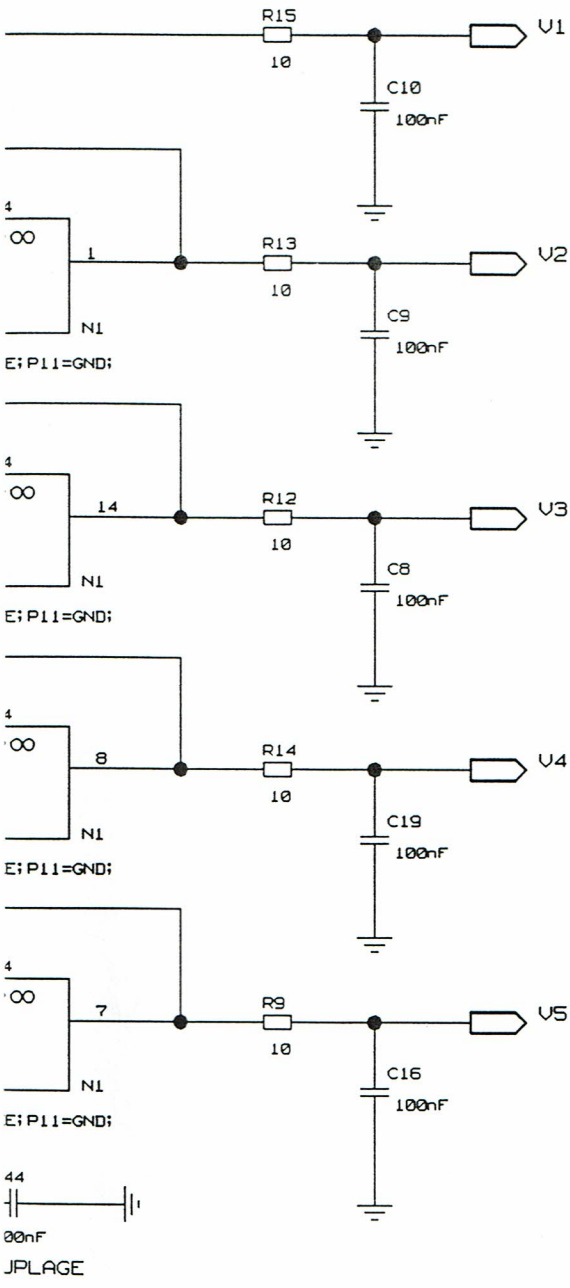 R15
V1
10
C10
100nF
4
∞
1
R13
V2
10
N1
C9
100nF
E;P11=GND;
4
∞
14
R12
V3
10
N1
C8
100nF
E;P11=GND;
4
∞
8
R14
V4
10
N1
C19
100nF
E;P11=GND;
4
∞
7
R9
V5
10
N1
C16
100nF
E;P11=GND;
44
00nF
JPLAGE